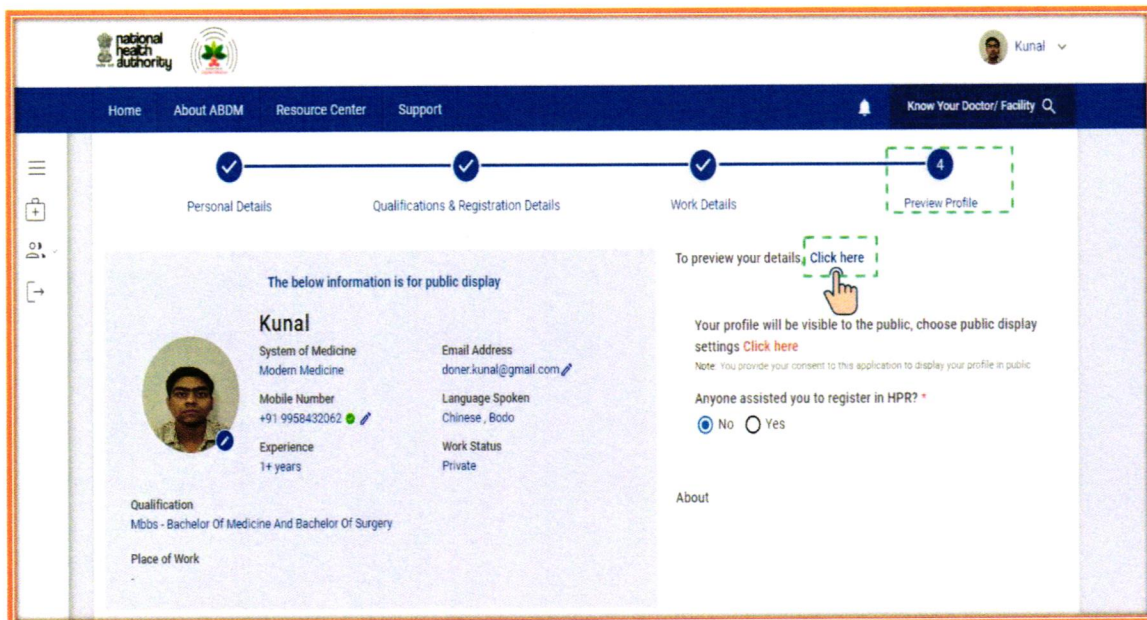 national
health
authority
Kunal
Home About ABDM Resource Center Support
Know Your Doctor/ Facility
4
Personal Details Qualifications & Registration Details Work Details Preview Profile
The below information is for public display
Kunal
System of Medicine
Modern Medicine
Email Address
doner.kunal@gmail.com
Mobile Number
+91 9958432062
Language Spoken
Chinese , Bodo
Experience
1+ years
Work Status
Private
Qualification
Mbbs - Bachelor Of Medicine And Bachelor Of Surgery
Place of Work
-
To preview your details, Click here
Your profile will be visible to the public, choose public display
settings Click here
Note: You provide your consent to this application to display your profile in public
Anyone assisted you to register in HPR? *
No Yes
About